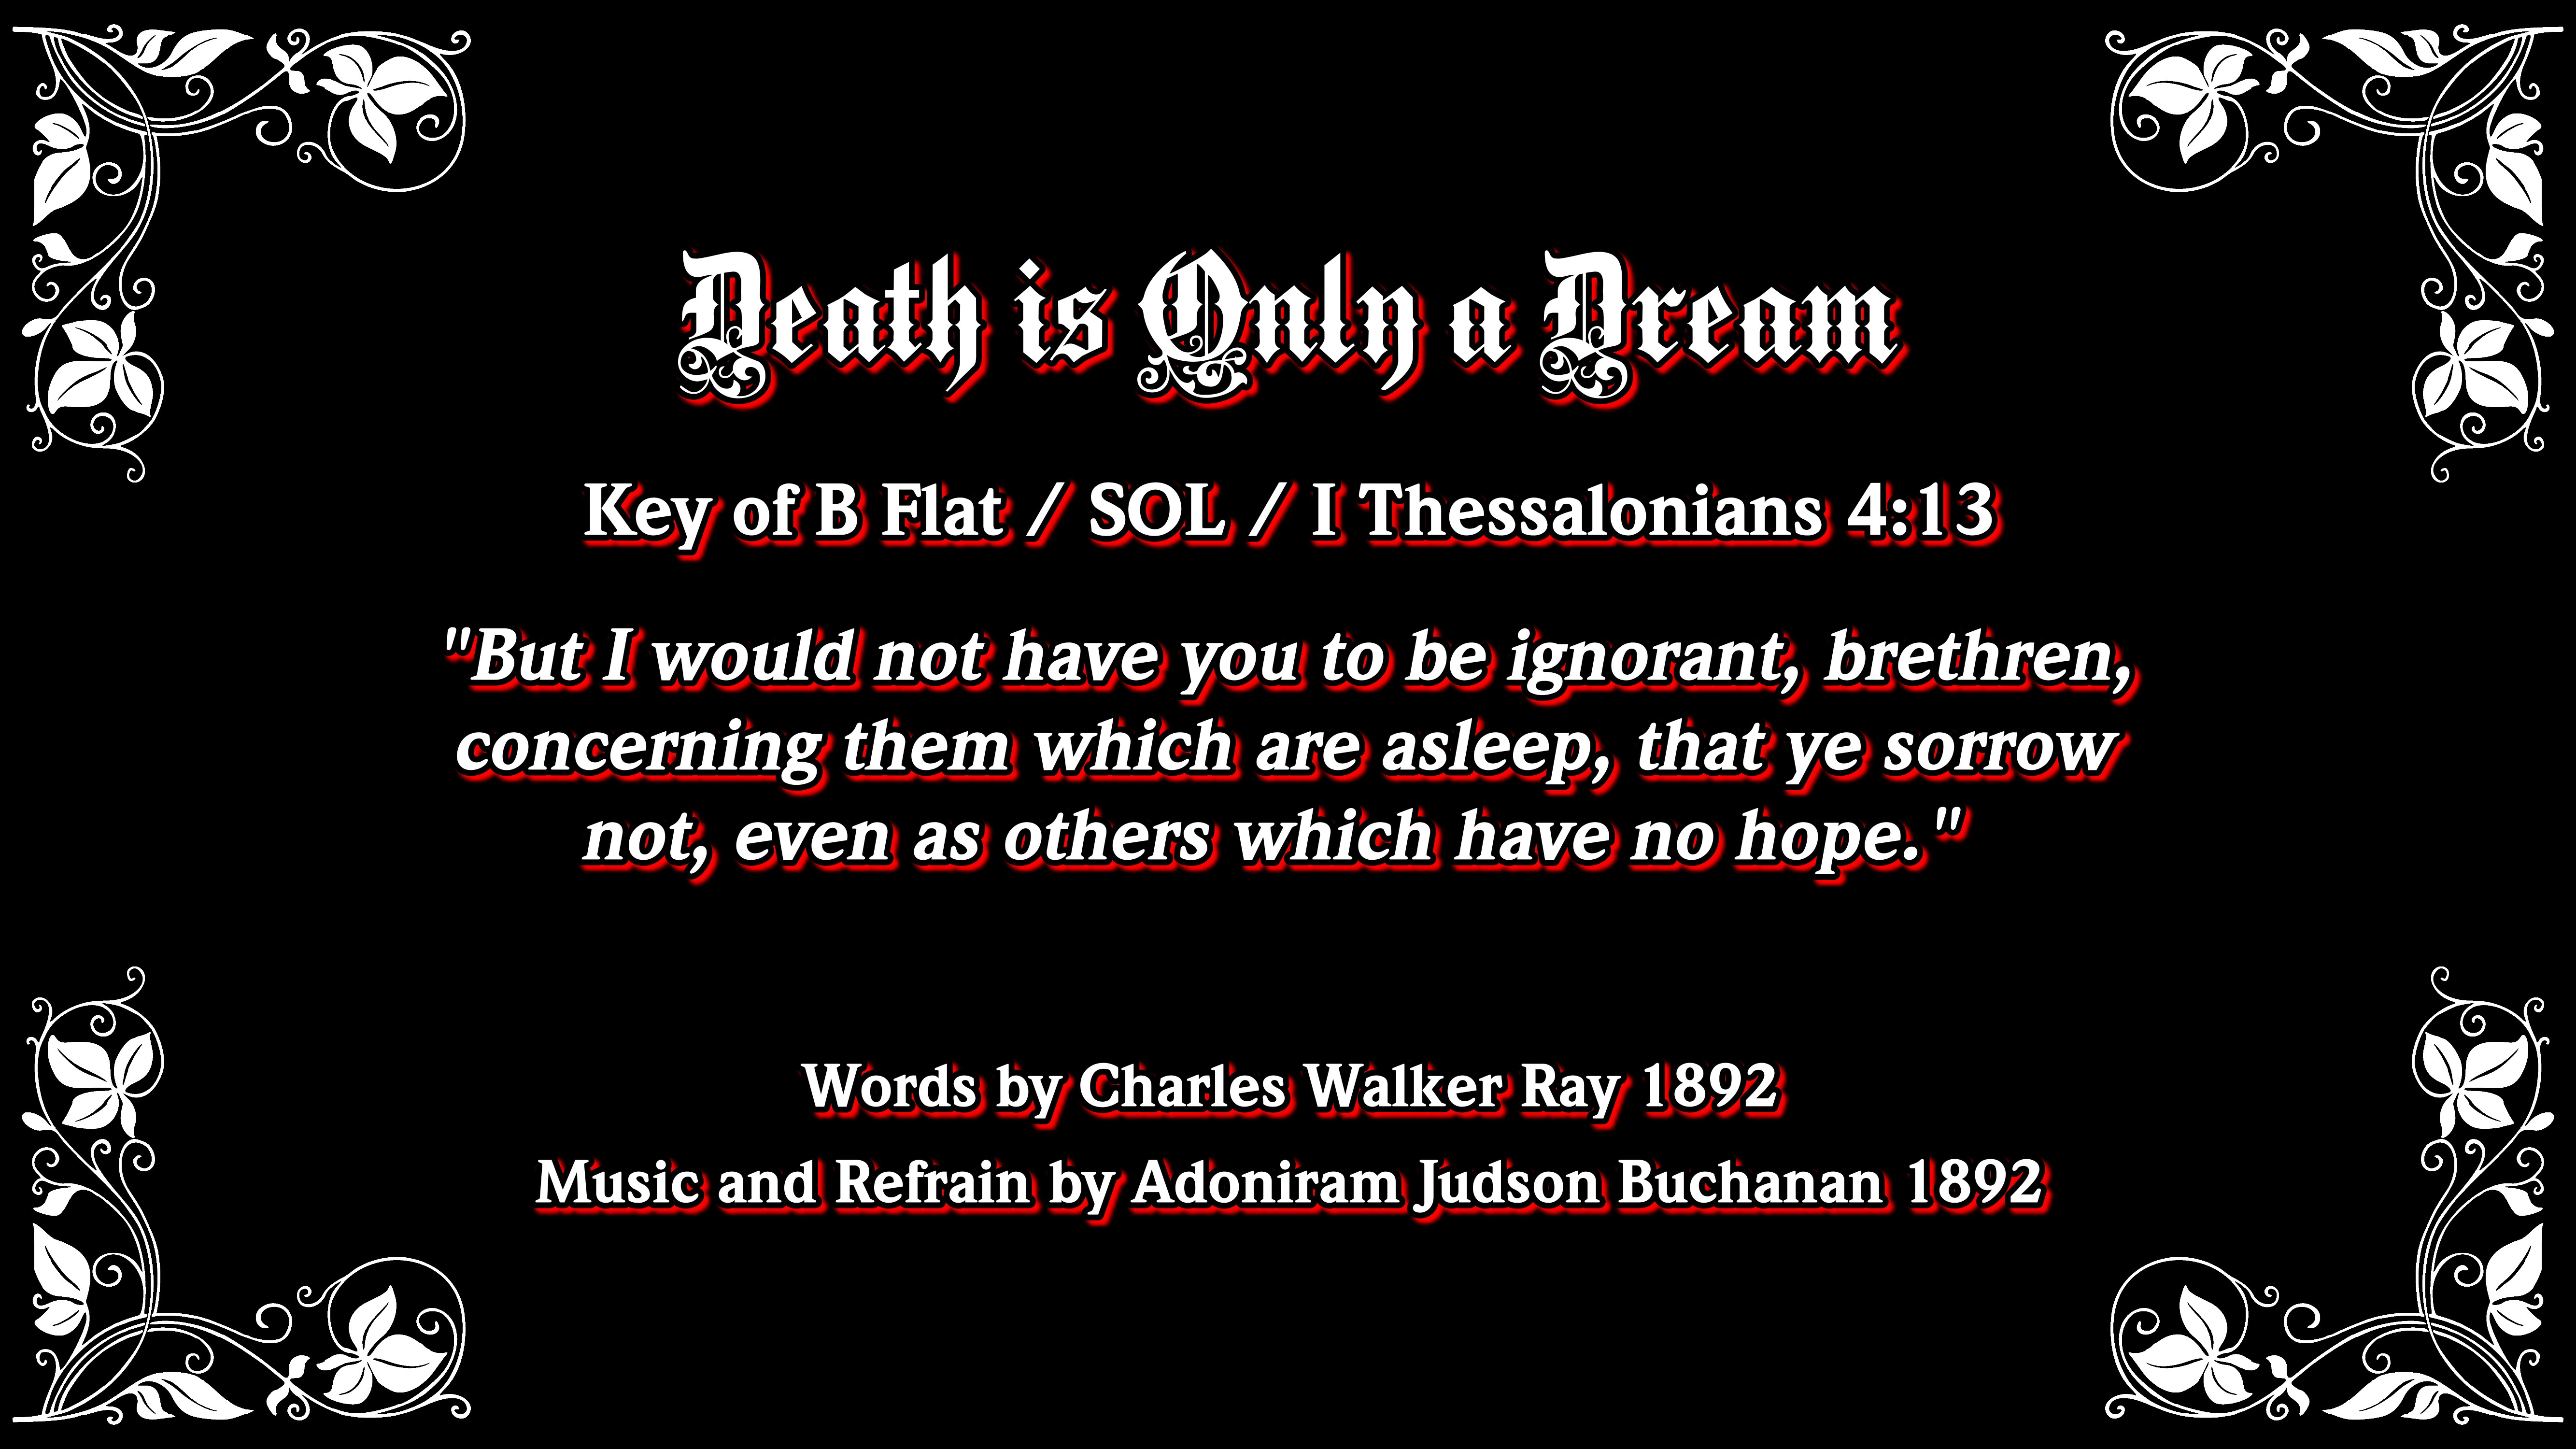 Death is Only a Dream
Key of B Flat / SOL / I Thessalonians 4:13
"But I would not have you to be ignorant, brethren,
concerning them which are asleep, that ye sorrow
not, even as others which have no hope."
Words by Charles Walker Ray 1892
Music and Refrain by Adoniram Judson Buchanan 1892